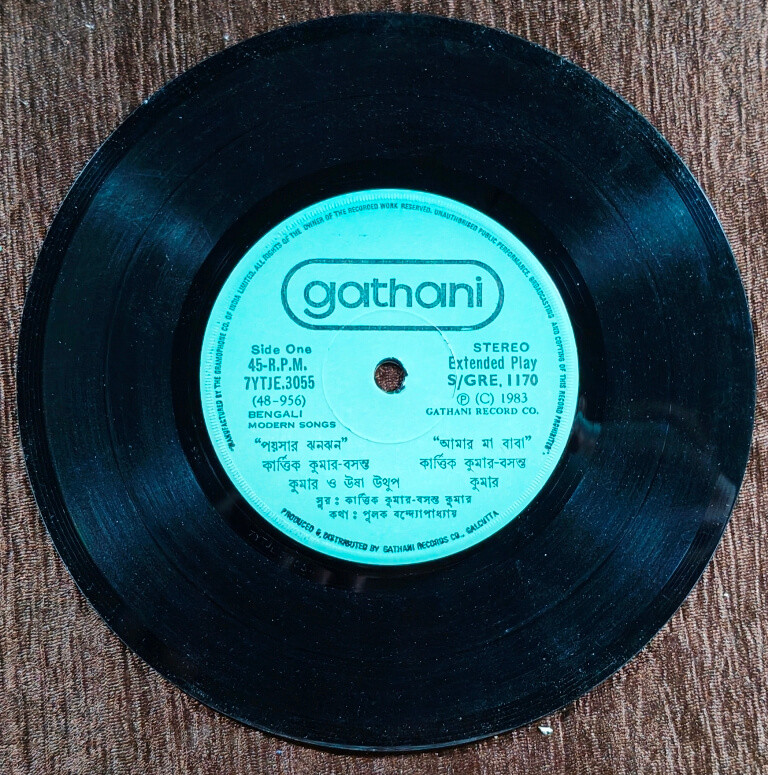 "MANUFACTURED BY THE GRAMOPHONE CO. OF INDIA LIMITED. ALL RIGHTS OF THE OWNER OF THE RECORDED WORK RESERVED. UNAUTHORISED PUBLIC PERFORMANCE, BROADCASTING AND COPYING OF THIS RECORD PROHIBITED".
gathani
Side One
45-R.P.M.
7YTJE.3055
(48-956)
BENGALI
MODERN SONGS
STEREO
Extended Play
S/GRE. 1170
Ⓟ (C) 1983
GATHANI RECORD CO.
"পয়সার ঝনঝন"
কার্ত্তিক কুমার-বসন্ত
কুমার ও উষা উথুপ
"আমার মা বাবা"
কার্ত্তিক কুমার-বসন্ত
কুমার
সুর : কার্ত্তিক কুমার-বসন্ত কুমার
কথা : পুলক বন্দ্যোপাধ্যায়
PRODUCED & DISTRIBUTED BY GATHANI RECORDS CO., CALCUTTA